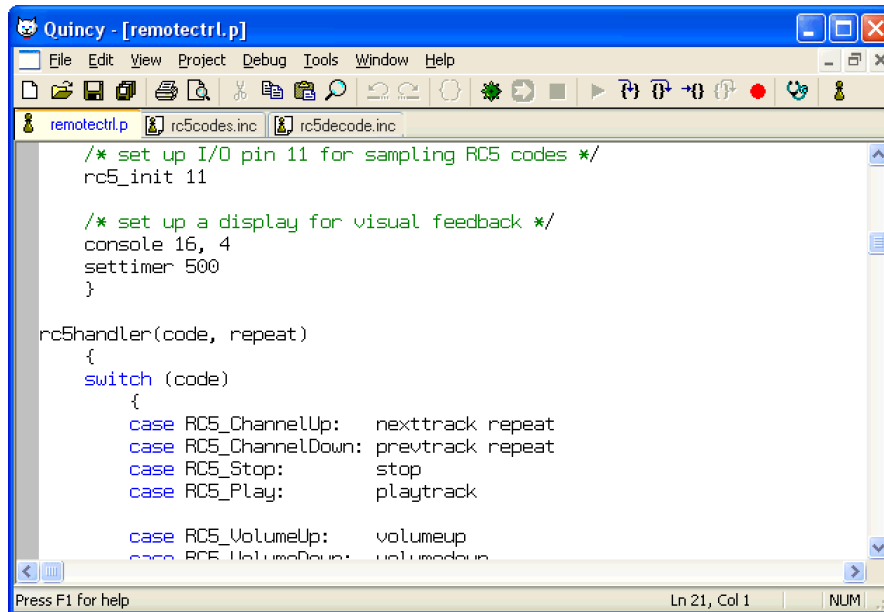 Quincy - [remotectrl.p]
File Edit View Project Debug Tools Window Help
remotectrl.p rc5codes.inc rc5decode.inc
/* set up I/O pin 11 for sampling RC5 codes */
rc5_init 11
/* set up a display for visual feedback */
console 16, 4
settimer 500
}
rc5handler(code, repeat)
{
switch (code)
{
case RC5_ChannelUp: nexttrack repeat
case RC5_ChannelDown: prevtrack repeat
case RC5_Stop: stop
case RC5_Play: playtrack
case RC5_VolumeUp: volumeup
case RC5_VolumeDown: volumedown
Press F1 for help Ln 21, Col 1 NUM